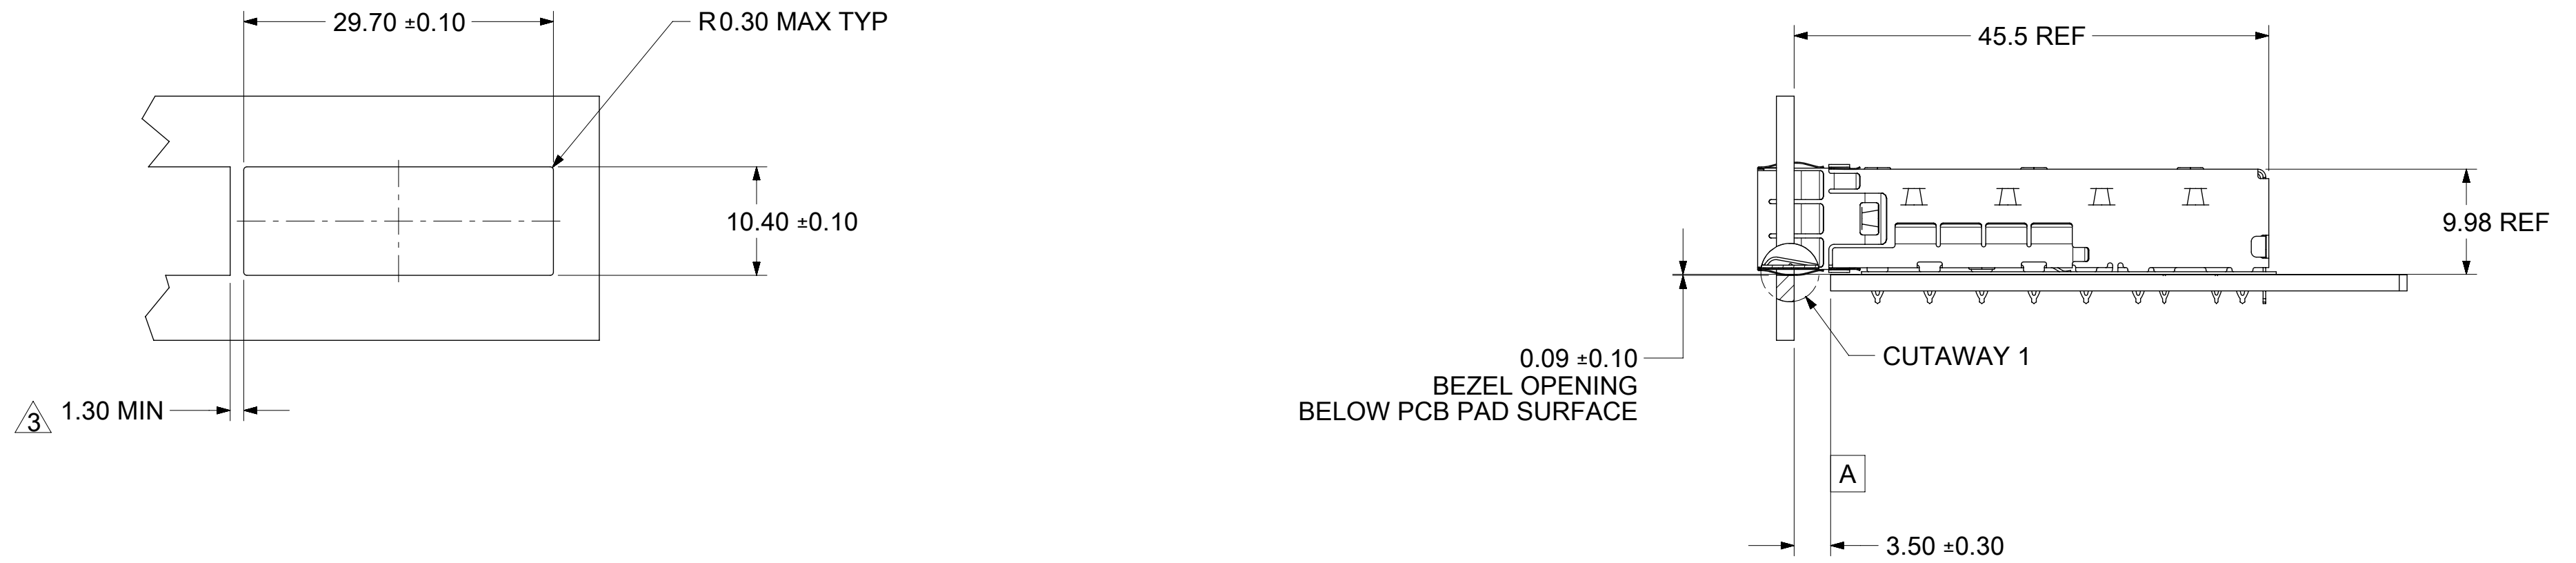 29.70 ±0.10
R0.30 MAX TYP
10.40 ±0.10
3 1.30 MIN
45.5 REF
9.98 REF
0.09 ±0.10
BEZEL OPENING
BELOW PCB PAD SURFACE
CUTAWAY 1
A
3.50 ±0.30